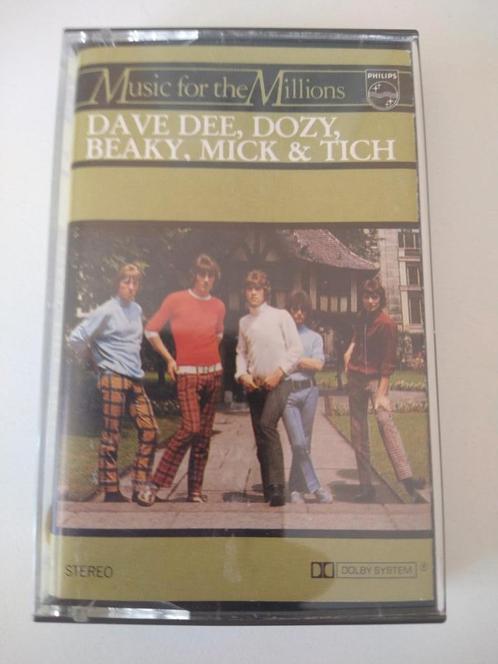 Music for the Millions
PHILIPS
DAVE DEE, DOZY,
BEAKY, MICK & TICH
STEREO
DOLBY SYSTEM ®